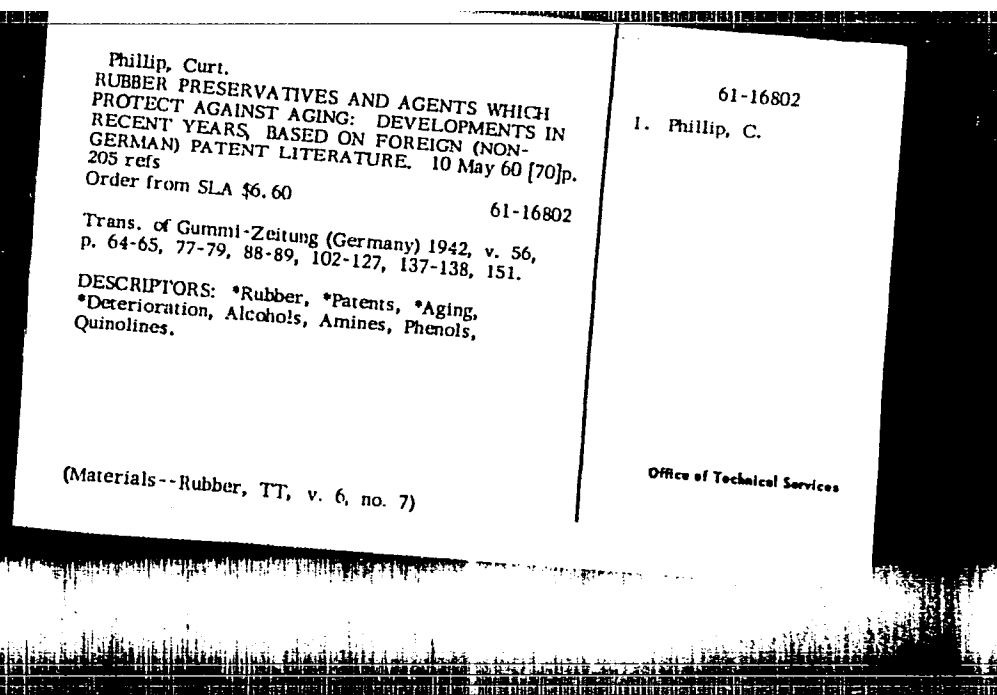 Phillip, Curt.
RUBBER PRESERVATIVES AND AGENTS WHICH
PROTECT AGAINST AGING: DEVELOPMENTS IN
RECENT YEARS, BASED ON FOREIGN (NON-
GERMAN) PATENT LITERATURE. 10 May 60 [70]p.
205 refs
Order from SLA $6.60
61-16802
Trans. of Gummi-Zeitung (Germany) 1942, v. 56,
p. 64-65, 77-79, 88-89, 102-127, 137-138, 151.
DESCRIPTORS: *Rubber, *Patents, *Aging,
*Deterioration, Alcohols, Amines, Phenols,
Quinolines.
(Materials--Rubber, TT, v. 6, no. 7)
61-16802
1. Phillip, C.
Office of Technical Services